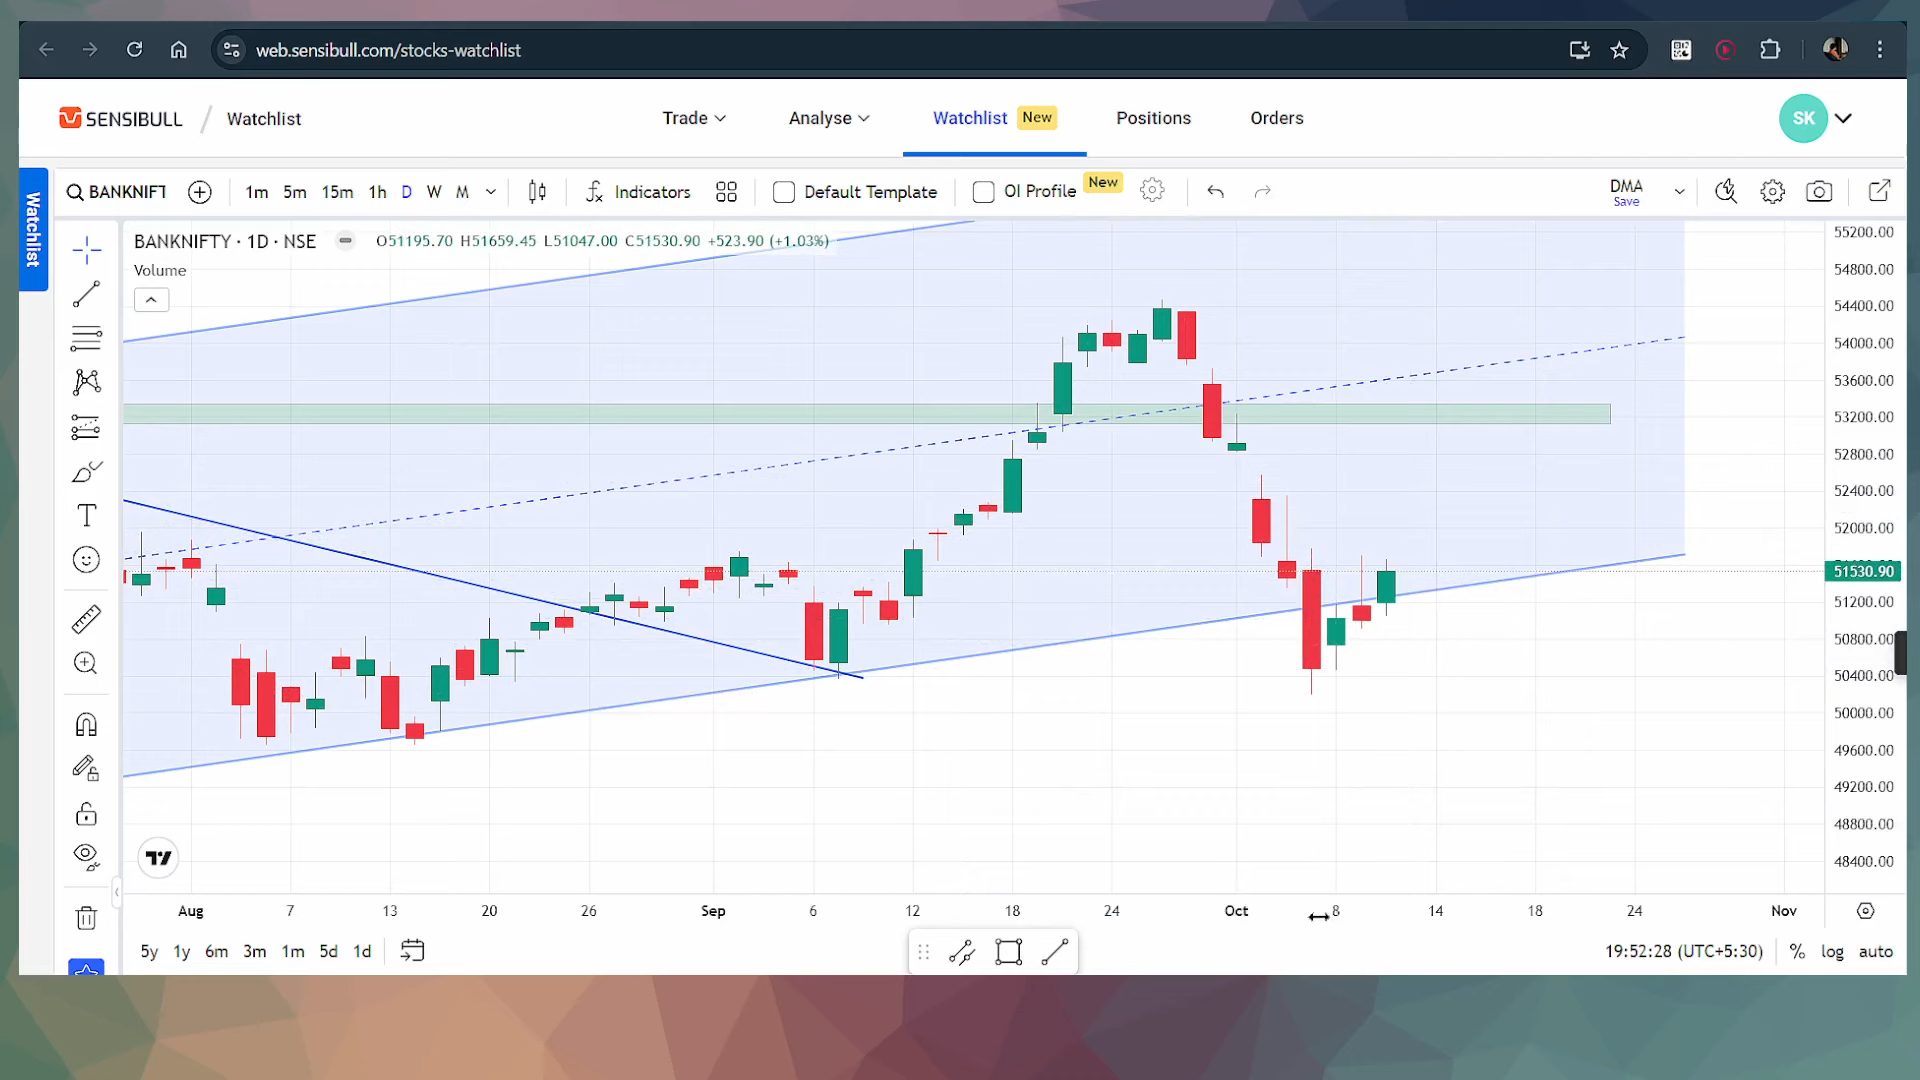 web.sensibull.com/stocks-watchlist
SENSIBULL / Watchlist
Trade
Analyse
Watchlist New
Positions
Orders
SK
Watchlist
BANKNIFT
1m 5m 15m 1h D W M
Indicators
Default Template
OI Profile New
DMA
Save
BANKNIFTY · 1D · NSE
O51195.70 H51659.45 L51047.00 C51530.90 +523.90 (+1.03%)
Volume
55200.00
54800.00
54400.00
54000.00
53600.00
53200.00
52800.00
52400.00
52000.00
51530.90
51200.00
50800.00
50400.00
50000.00
49600.00
49200.00
48800.00
48400.00
Aug 7 13 20 26 Sep 6 12 18 24 Oct 8 14 18 24 Nov
5y 1y 6m 3m 1m 5d 1d
19:52:28 (UTC+5:30) % log auto